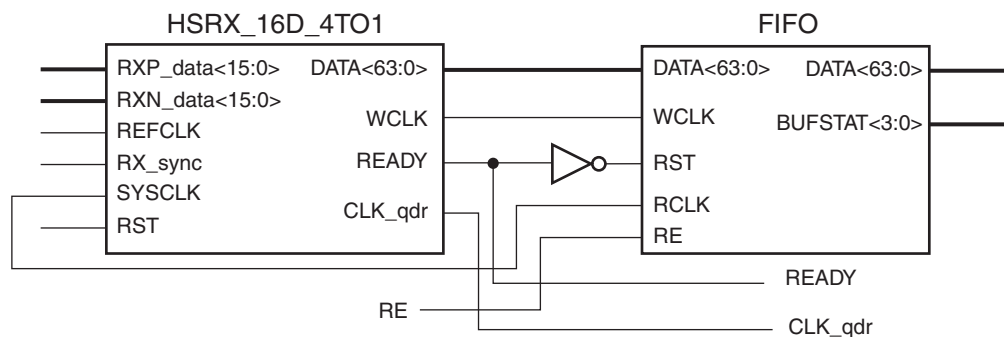 HSRX_16D_4TO1
RXP_data<15:0>
RXN_data<15:0>
REFCLK
RX_sync
SYSCLK
RST
DATA<63:0>
WCLK
READY
CLK_qdr
FIFO
DATA<63:0>
WCLK
RST
RCLK
RE
DATA<63:0>
BUFSTAT<3:0>
READY
RE
CLK_qdr